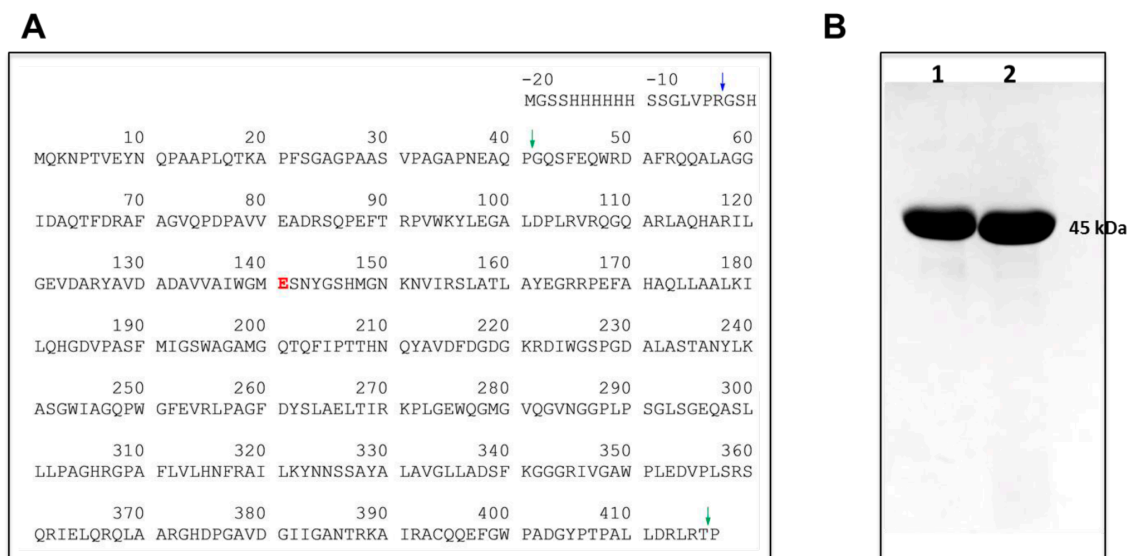 A
B
-20 -10
MGSSHHHHHH SSGLVPRGSH
10 20 30 40 50 60
MQKNPTVEYN QPAAPLQTKA PFSGAGPAAS VPAGAPNEAQ PGQSFEQWRD AFRQQALAGG
70 80 90 100 110 120
IDAQTFDRAF AGVQPDPAVV EADRSQPEFT RPVWKYLEGA LDPLRVRQGQ ARLAQHARIL
130 140 150 160 170 180
GEVDARYAVD ADAVVAIWGM ESNYGSHMGN KNVIRSLATL AYEGRRPEFA HAQLLAALKI
190 200 210 220 230 240
LQHGDVPASF MIGSWAGAMG QTQFIPTTHN QYAVDFDGDG KRDIWGSPGD ALASTANYLK
250 260 270 280 290 300
ASGWIAGQPW GFEVRLPAGF DYSLAELTIR KPLGEWQGMG VQGVNGGPLP SGLSGEQASL
310 320 330 340 350 360
LLPAGHRGPA FLVLHNFRAI LKYNNSSAYA LAVGLLADSF KGGGRIVGAW PLEDVPLSRS
370 380 390 400 410
QRIELQRQLA ARGHDPGAVD GIIGANTRKA IRACQQEFGW PADGYPTPAL LDRLRTP
1 2
45 kDa